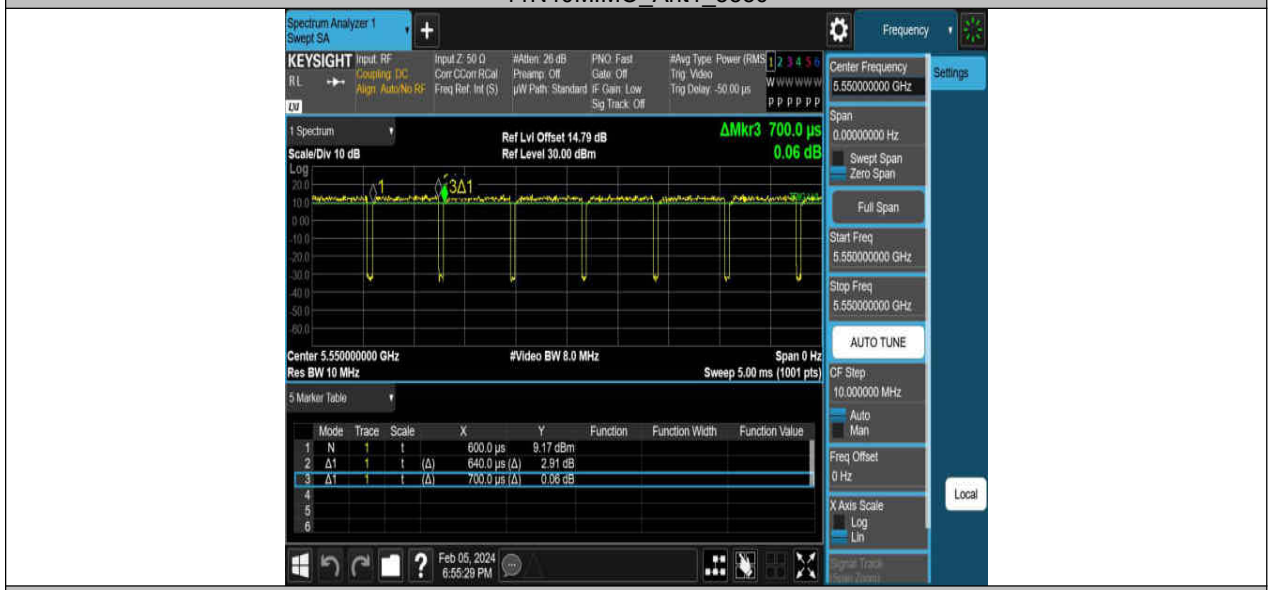 Spectrum Analyzer 1
Swept SA
+
Frequency
KEYSIGHT
RL
LXI
Input: RF
Coupling: DC
Align: Auto/No RF
Input Z: 50 Ω
Corr CCorr RCal
Freq Ref: Int (S)
#Atten: 26 dB
Preamp: Off
µW Path: Standard
PNO: Fast
Gate: Off
IF Gain: Low
Sig Track: Off
#Avg Type: Power (RMS
Trig: Video
Trig Delay: -50.00 µs
1 2 3 4 5 6
W W W W W W
P P P P P P
1 Spectrum
Scale/Div 10 dB
Ref Lvl Offset 14.79 dB
Ref Level 30.00 dBm
ΔMkr3 700.0 µs
0.06 dB
Log
20.0
10.0
0.00
-10.0
-20.0
-30.0
-40.0
-50.0
-60.0
1
3Δ1
Center 5.550000000 GHz
Res BW 10 MHz
#Video BW 8.0 MHz
Span 0 Hz
Sweep 5.00 ms (1001 pts)
5 Marker Table
Mode Trace Scale X Y Function Function Width Function Value
1 N 1 t 600.0 µs 9.17 dBm
2 Δ1 1 t (Δ) 640.0 µs (Δ) 2.91 dB
3 Δ1 1 t (Δ) 700.0 µs (Δ) 0.06 dB
4
5
6
Feb 05, 2024
6:55:29 PM
Center Frequency
5.550000000 GHz
Settings
Span
0.00000000 Hz
Swept Span
Zero Span
Full Span
Start Freq
5.550000000 GHz
Stop Freq
5.550000000 GHz
AUTO TUNE
CF Step
10.000000 MHz
Auto
Man
Freq Offset
0 Hz
X Axis Scale
Log
Lin
Local
Signal Track
(Span Zoom)